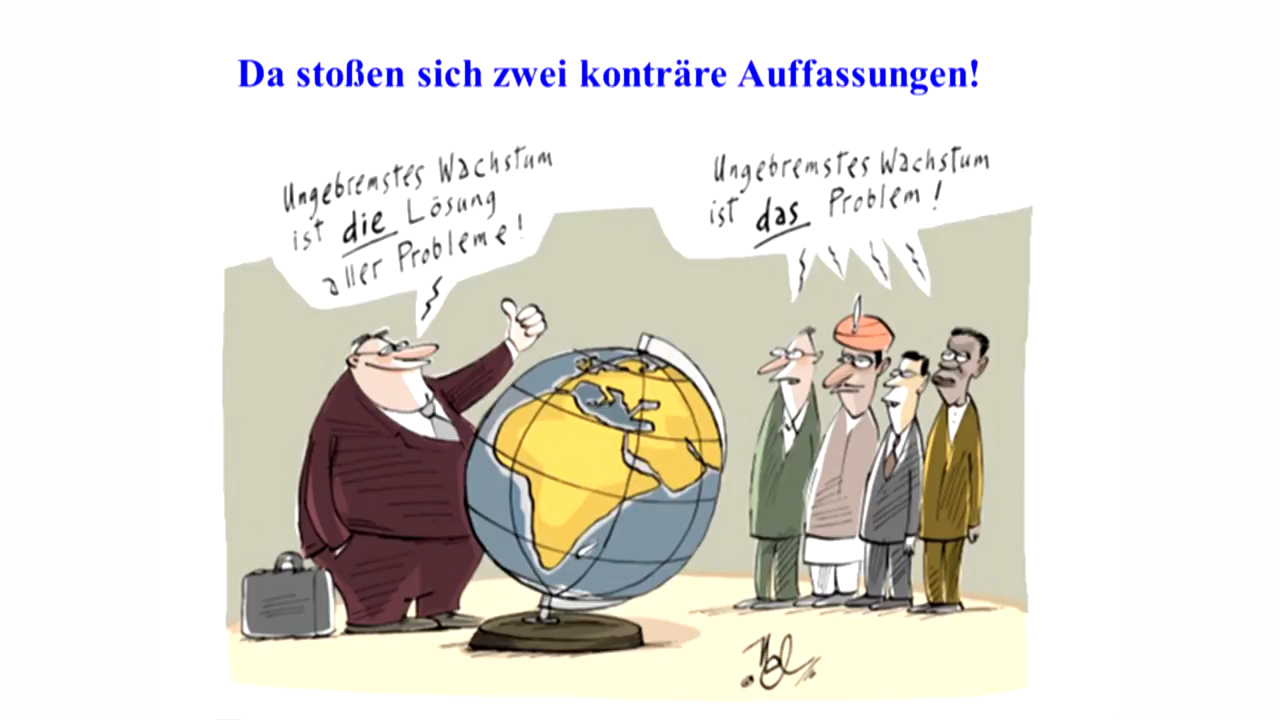 Da stoßen sich zwei konträre Auffassungen!
Ungebremstes Wachstum
ist die Lösung
aller Probleme!
Ungebremstes Wachstum
ist das Problem!